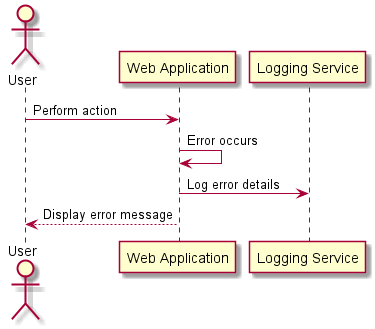 User
Web Application
Logging Service
Perform action
Error occurs
Log error details
Display error message
User
Web Application
Logging Service